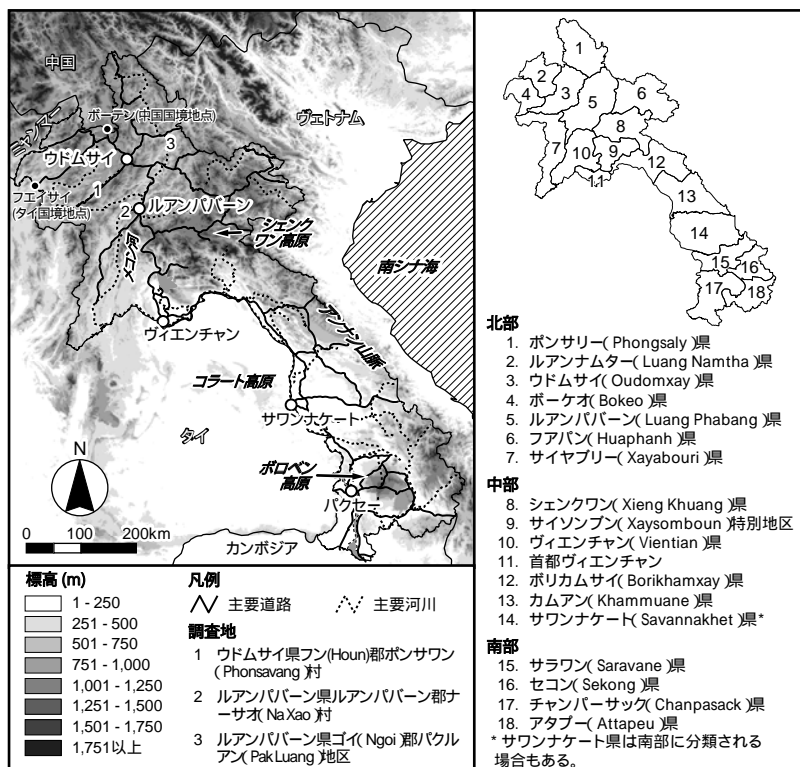 中国
ボーテン(中国国境地点)
ヴェトナム
ミャンマー
ウドムサイ
3
1
フエイサイ
(タイ国境地点)
2
ルアンパバーン
シェンク
ワン高原
メコン河
南シナ海
ヴィエンチャン
アンナン山脈
コラート高原
サワンナケート
タイ
N
ボロベン
高原
パクセー
0 100 200km
カンボジア
標高 (m)
1 - 250
251 - 500
501 - 750
751 - 1,000
1,001 - 1,250
1,251 - 1,500
1,501 - 1,750
1,751以上
凡例
主要道路
主要河川
調査地
1 ウドムサイ県フン(Houn)郡ポンサワン
(Phonsavang)村
2 ルアンパバーン県ルアンパバーン郡ナ
ーサオ(Na Xao)村
3 ルアンパバーン県ゴイ(Ngoi)郡パクル
アン(Pak Luang)地区
1
2
3
4
5
6
7
8
9
10
11
12
13
14
15
16
17
18
北部
1. ポンサリー(Phongsaly)県
2. ルアンナムター(Luang Namtha)県
3. ウドムサイ(Oudomxay)県
4. ボーケオ(Bokeo)県
5. ルアンパバーン(Luang Phabang)県
6. フアパン(Huaphanh)県
7. サイヤブリー(Xayabouri)県
中部
8. シェンクワン(Xieng Khuang)県
9. サイソンブン(Xaysomboun)特別地区
10. ヴィエンチャン(Vientian)県
11. 首都ヴィエンチャン
12. ボリカムサイ(Borikhamxay)県
13. カムアン(Khammuane)県
14. サワンナケート(Savannakhet)県*
南部
15. サラワン(Saravane)県
16. セコン(Sekong)県
17. チャンパーサック(Chanpasack)県
18. アタプー(Attapeu)県
* サワンナケート県は南部に分類される
場合もある。